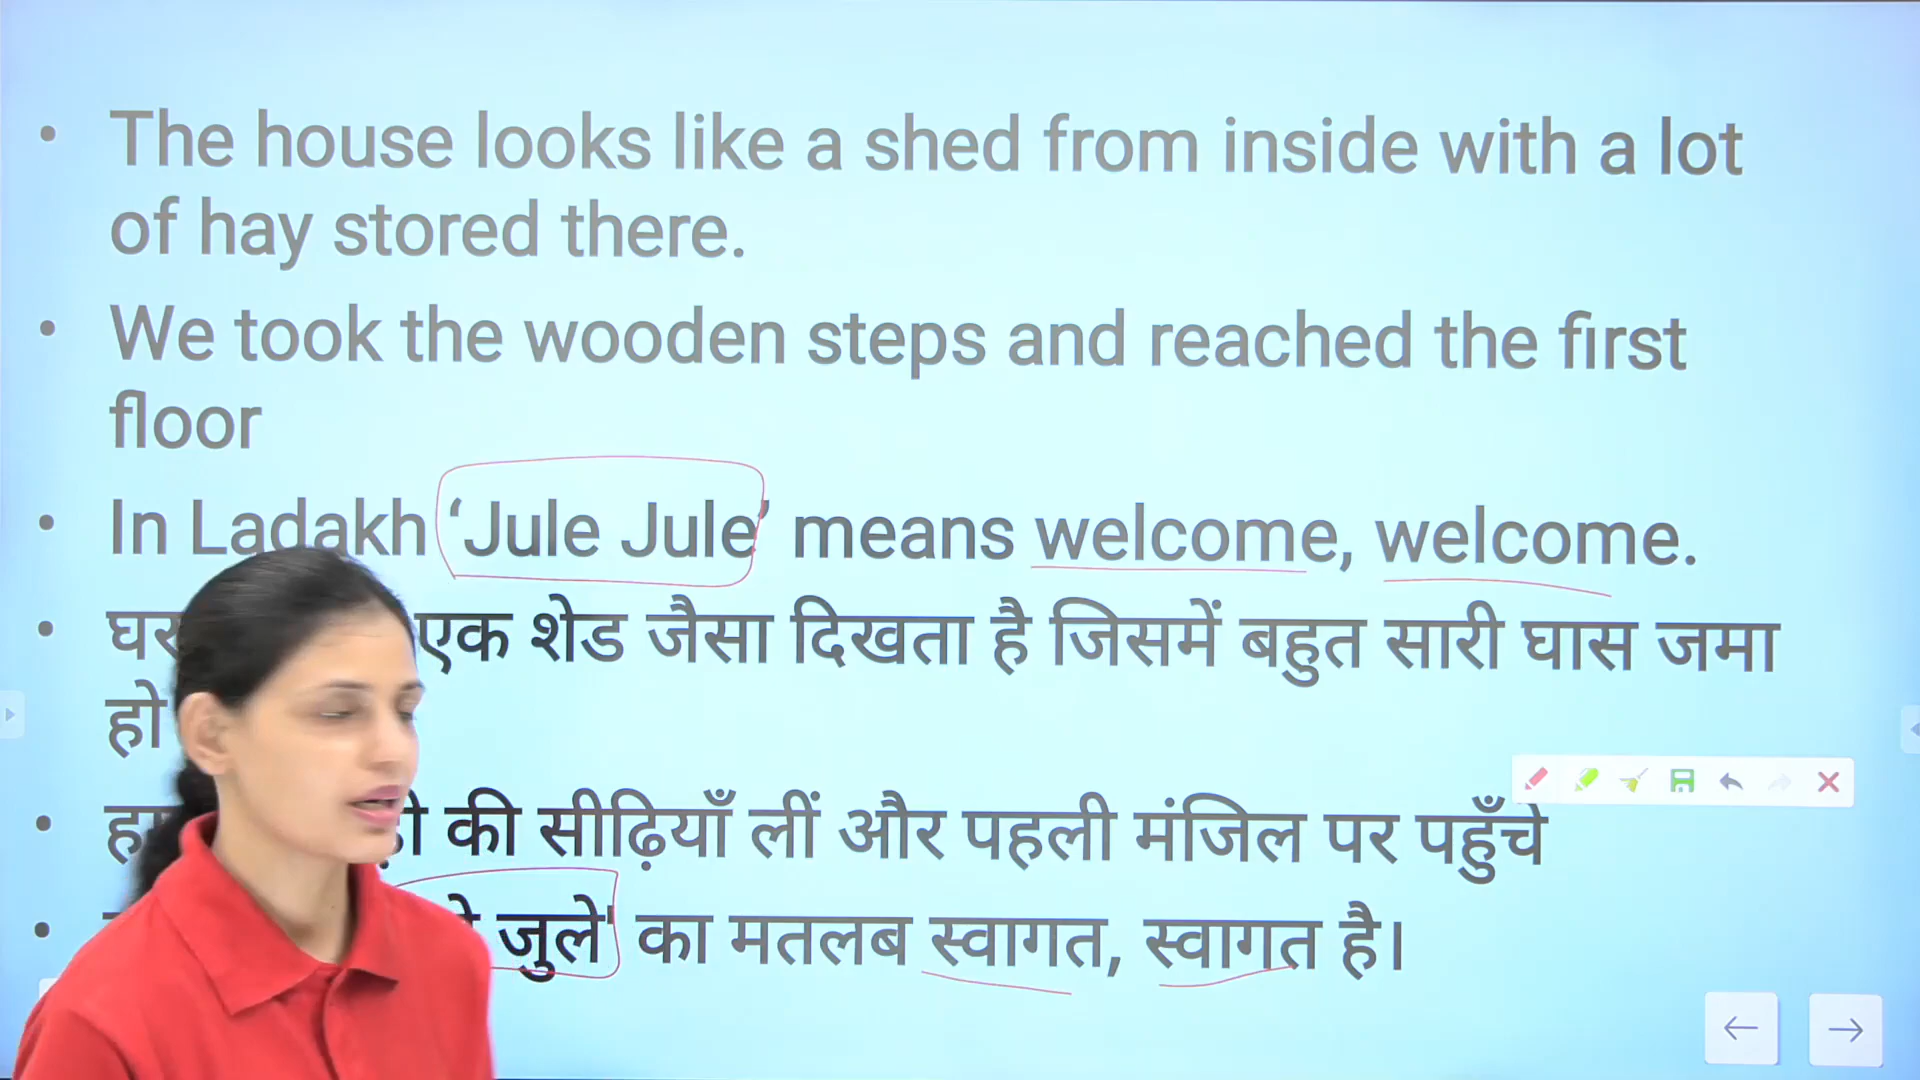 • The house looks like a shed from inside with a lot
of hay stored there.
• We took the wooden steps and reached the first
floor
• In Ladakh ‘Jule Jule’ means welcome, welcome.
• घर एक शेड जैसा दिखता है जिसमें बहुत सारी घास जमा
हो
• की सीढ़ियाँ लीं और पहली मंजिल पर पहुँचे
• जुले' का मतलब स्वागत, स्वागत है।